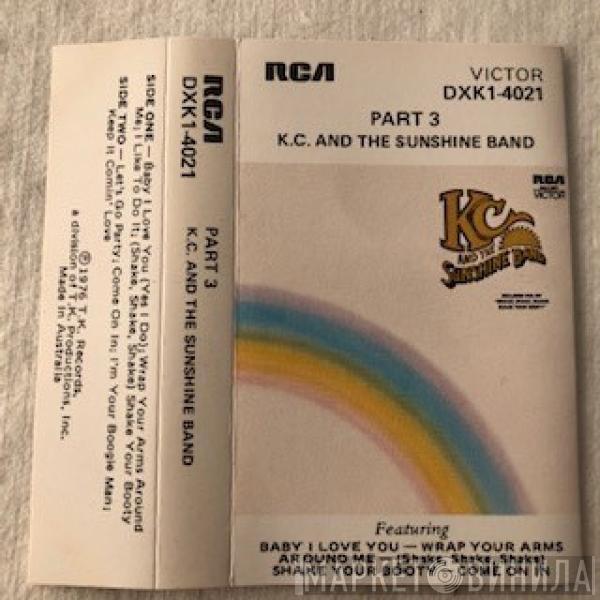 RCA
VICTOR
DXK1-4021
PART 3
K.C. AND THE SUNSHINE BAND
RCA
VICTOR
KC
AND THE
SUNSHINE BAND
Featuring
BABY I LOVE YOU — WRAP YOUR ARMS
AROUND ME — (Shake, Shake, Shake)
SHAKE YOUR BOOTY — COME ON IN
RCA
DXK1-4021
PART 3
K.C. AND THE SUNSHINE BAND
SIDE ONE — Baby I Love You (Yes I Do); Wrap Your Arms Around
Me; I Like To Do It; (Shake, Shake, Shake) Shake Your Booty
SIDE TWO — Let's Go Party; Come On In; I'm Your Boogie Man;
Keep It Comin' Love
℗ 1976 T.K. Records,
a division of T.K. Productions, Inc.
Made in Australia
МАРКЕТ ВИНИЛА